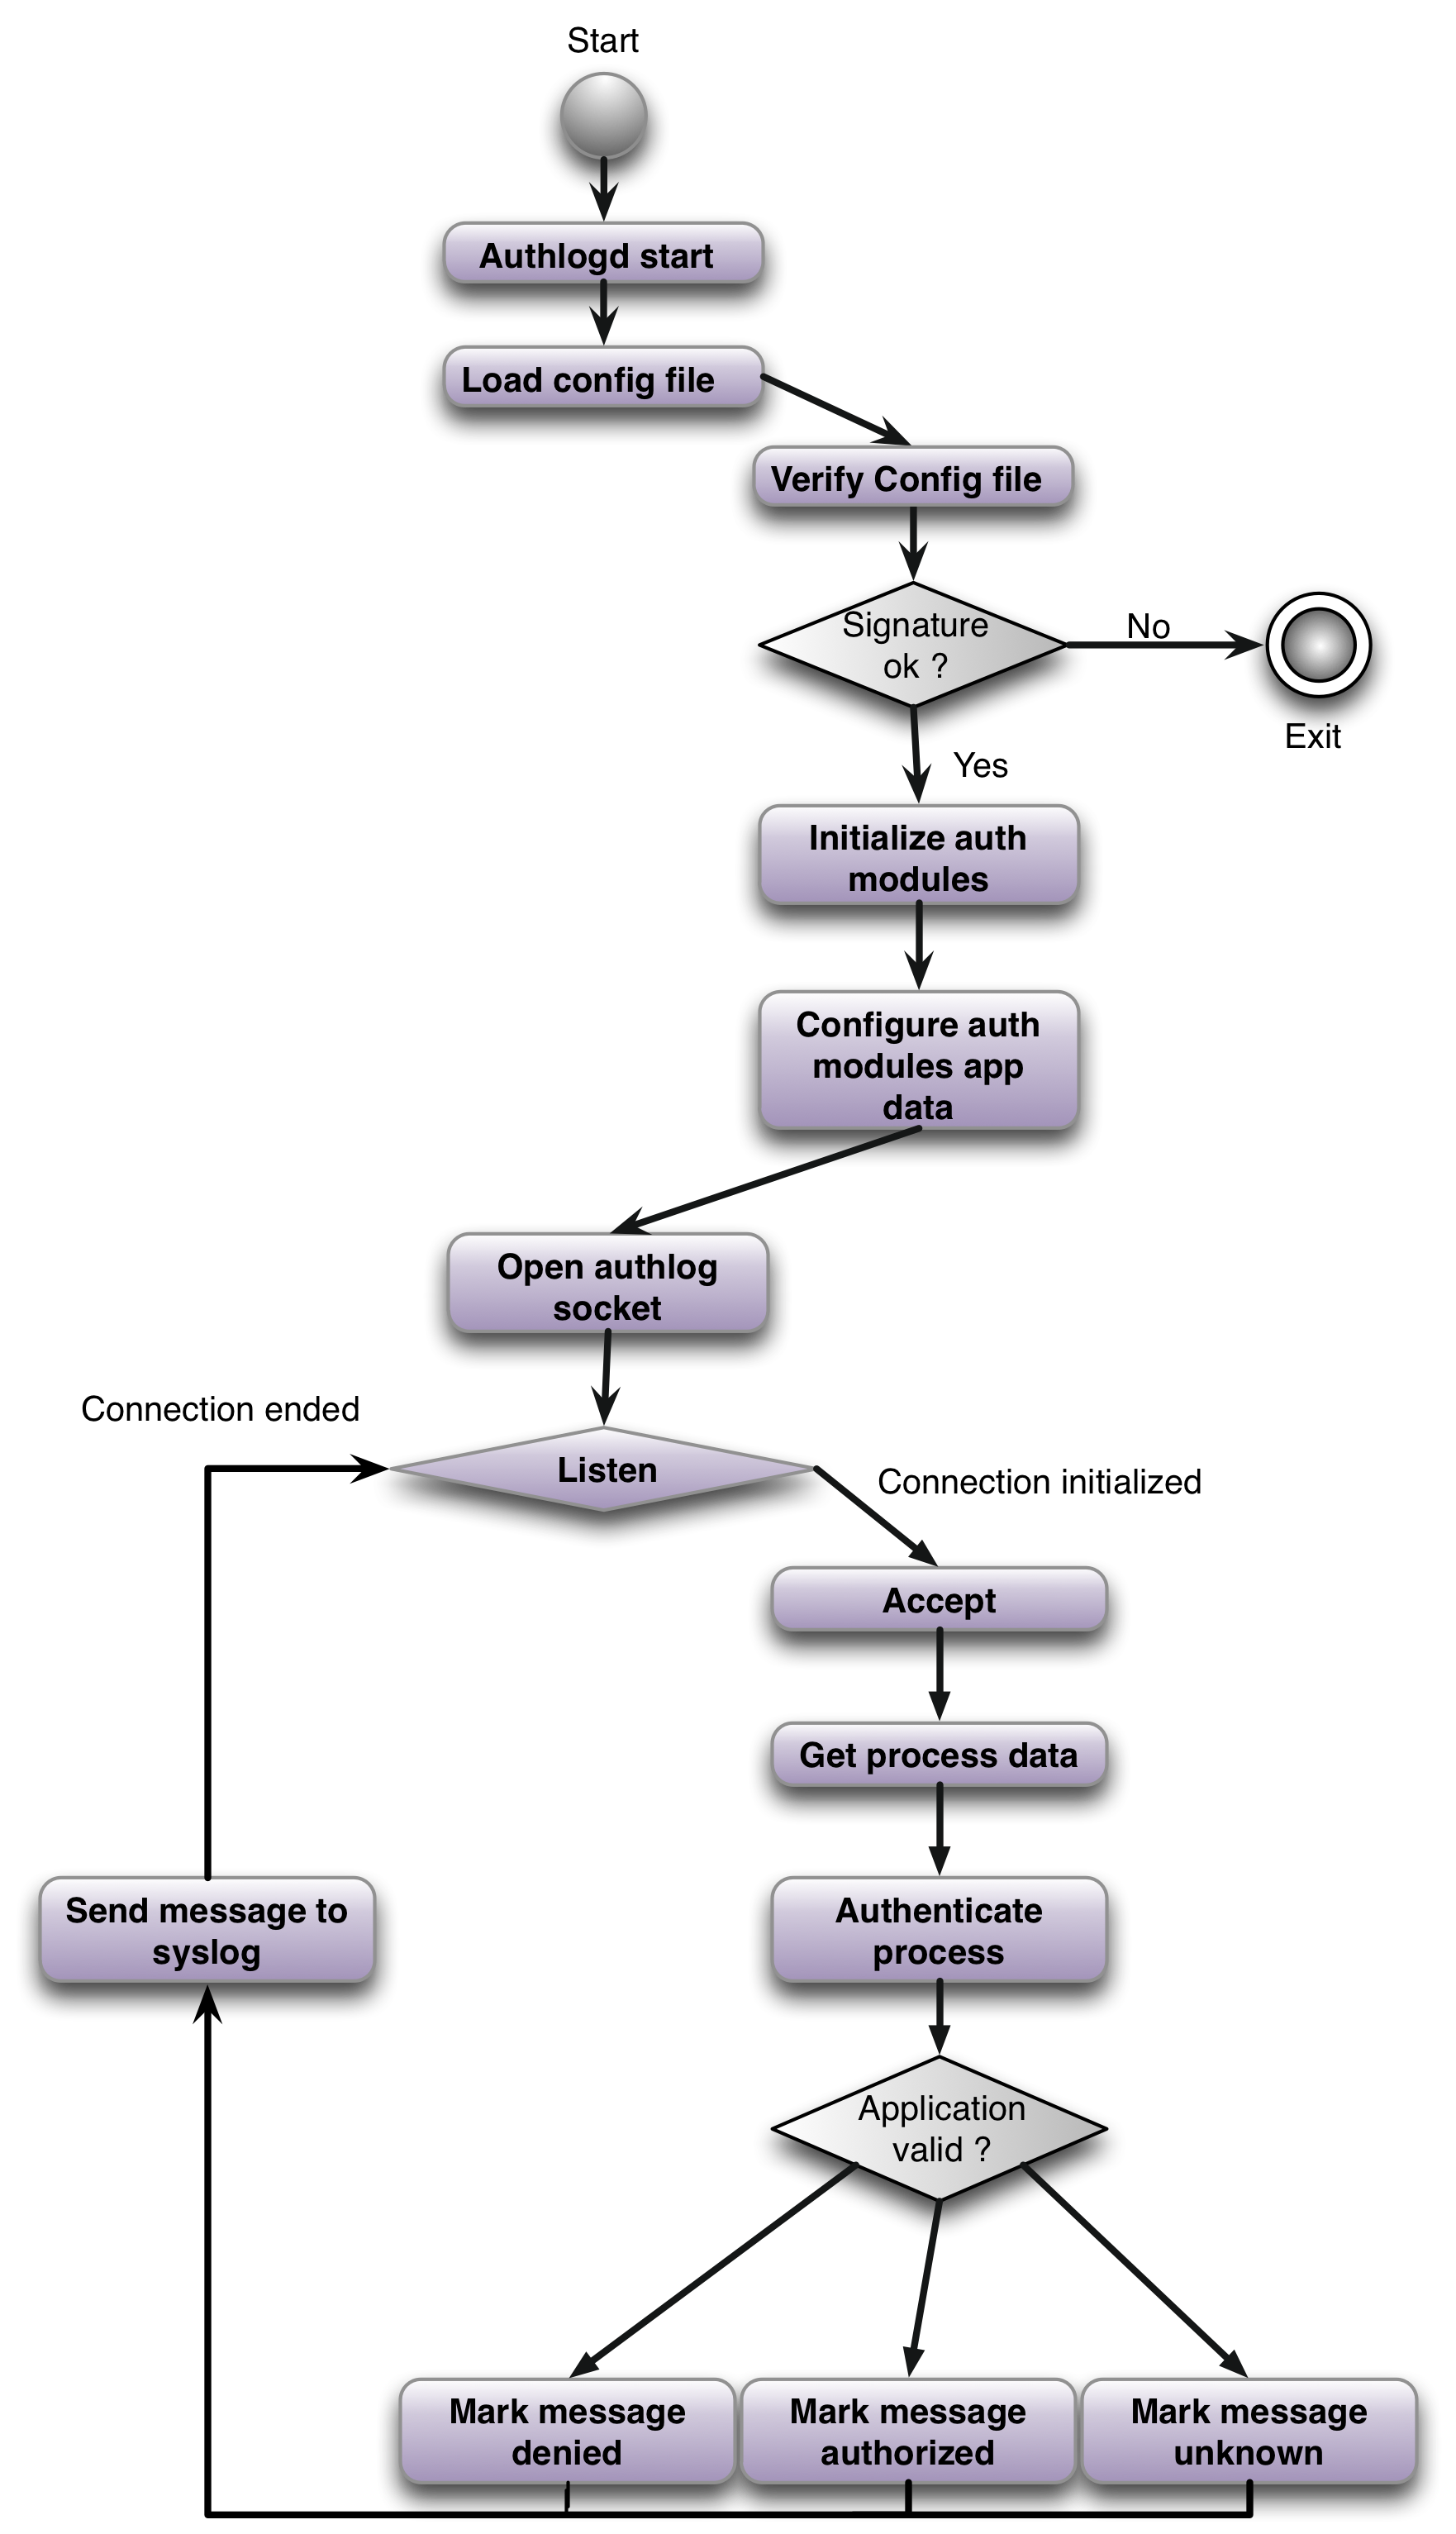 Start
Authlogd start
Load config file
Verify Config file
Signature
ok ?
No
Exit
Yes
Initialize auth
modules
Configure auth
modules app
data
Open authlog
socket
Connection ended
Listen
Connection initialized
Accept
Get process data
Send message to
syslog
Authenticate
process
Application
valid ?
Mark message
denied
Mark message
authorized
Mark message
unknown